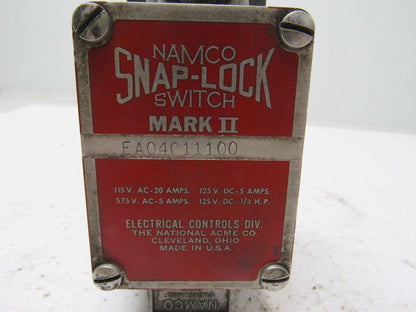 NAMCO
SNAP-LOCK
SWITCH
MARK II
EA04011100
115 V. AC-20 AMPS. 125 V. DC-5 AMPS.
575 V. AC-5 AMPS. 125 V. DC-1/3 H.P.
ELECTRICAL CONTROLS DIV.
THE NATIONAL ACME CO.
CLEVELAND, OHIO
MADE IN U.S.A.
NAMCO